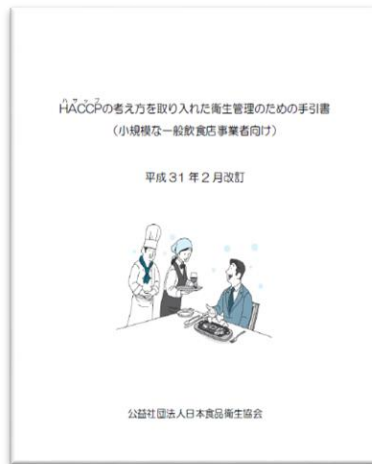 ハサップ
HACCPの考え方を取り入れた衛生管理のための手引書
（小規模な一般飲食店事業者向け）
平成31年2月改訂
公益社団法人日本食品衛生協会